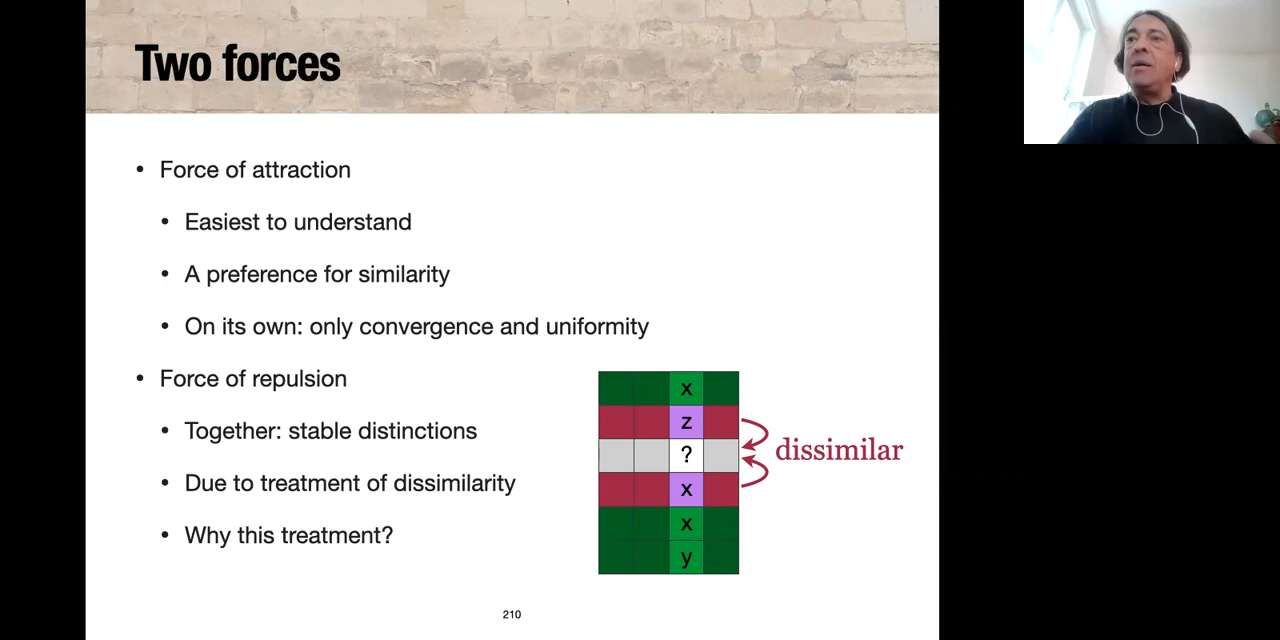 Two forces
• Force of attraction
• Easiest to understand
• A preference for similarity
• On its own: only convergence and uniformity
• Force of repulsion
• Together: stable distinctions
• Due to treatment of dissimilarity
• Why this treatment?
x
z
?
x
x
y
dissimilar
210